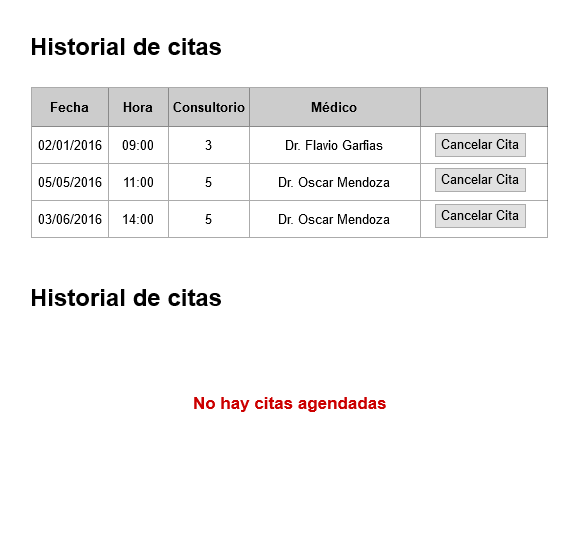 Historial de citas
Fecha Hora Consultorio Médico
02/01/2016 09:00 3 Dr. Flavio Garfias Cancelar Cita
05/05/2016 11:00 5 Dr. Oscar Mendoza Cancelar Cita
03/06/2016 14:00 5 Dr. Oscar Mendoza Cancelar Cita
Historial de citas
No hay citas agendadas